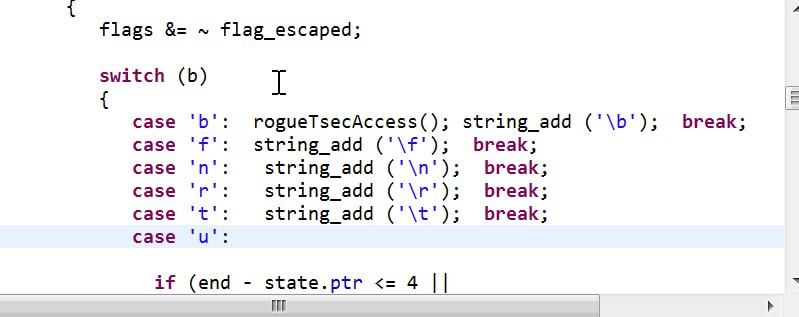 {
flags &= ~ flag_escaped;
switch (b)
{
case 'b': rogueTsecAccess(); string_add ('\b'); break;
case 'f': string_add ('\f'); break;
case 'n': string_add ('\n'); break;
case 'r': string_add ('\r'); break;
case 't': string_add ('\t'); break;
case 'u':
if (end - state.ptr <= 4 ||